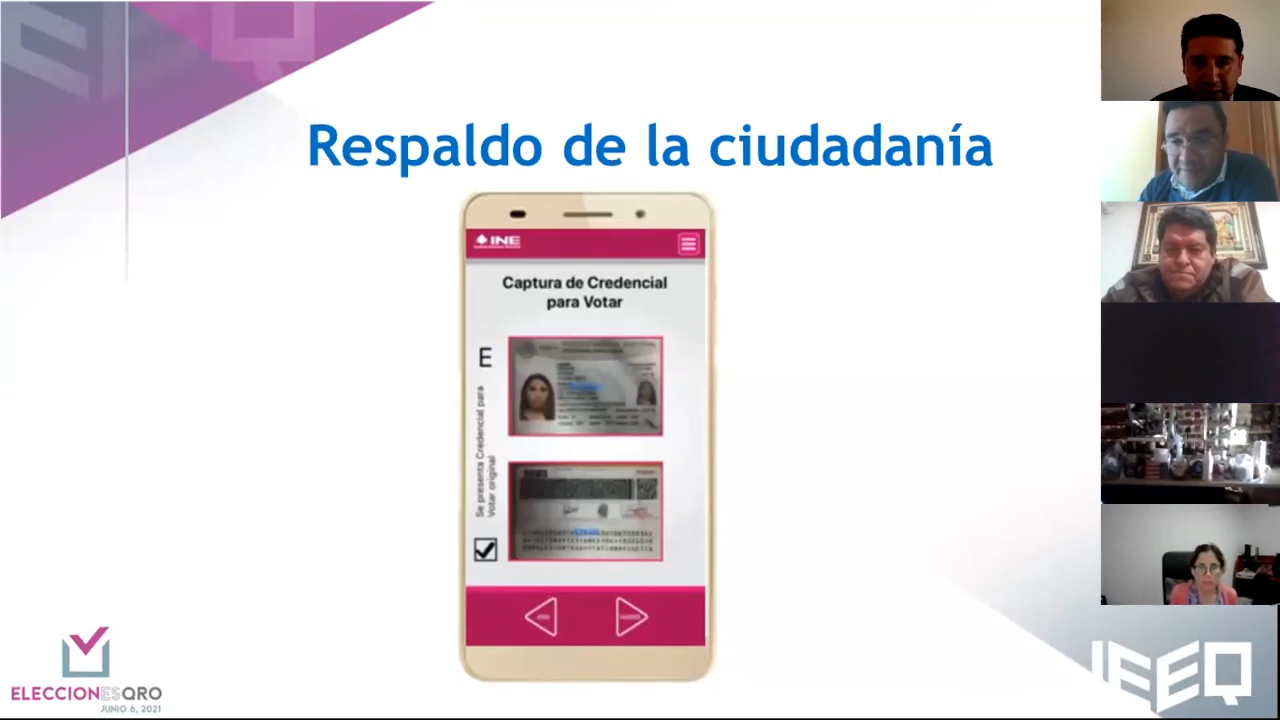 Respaldo de la ciudadanía
INE
Captura de Credencial
para Votar
E
Se presenta Credencial para
Votar original
ELECCIONESQRO
JUNIO 6, 2021
IEEQ